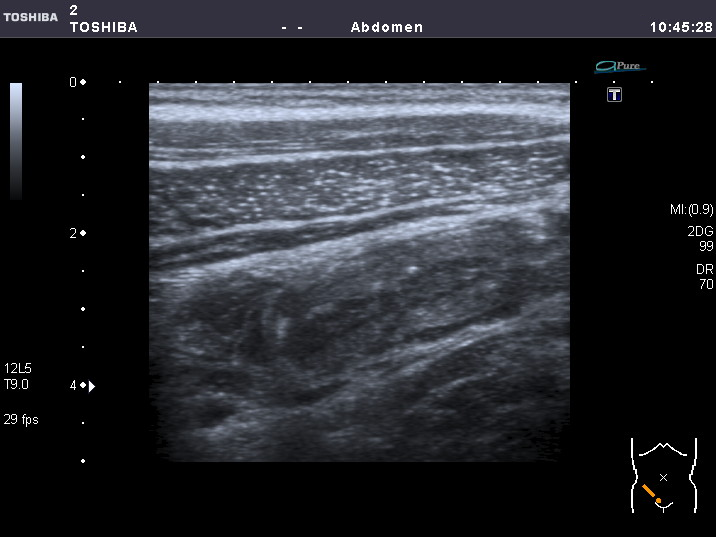 TOSHIBA
2
TOSHIBA - - Abdomen 10:45:28
0
Pure
T
2
4
MI:(0.9)
2DG
99
DR
70
12L5
T9.0
29 fps